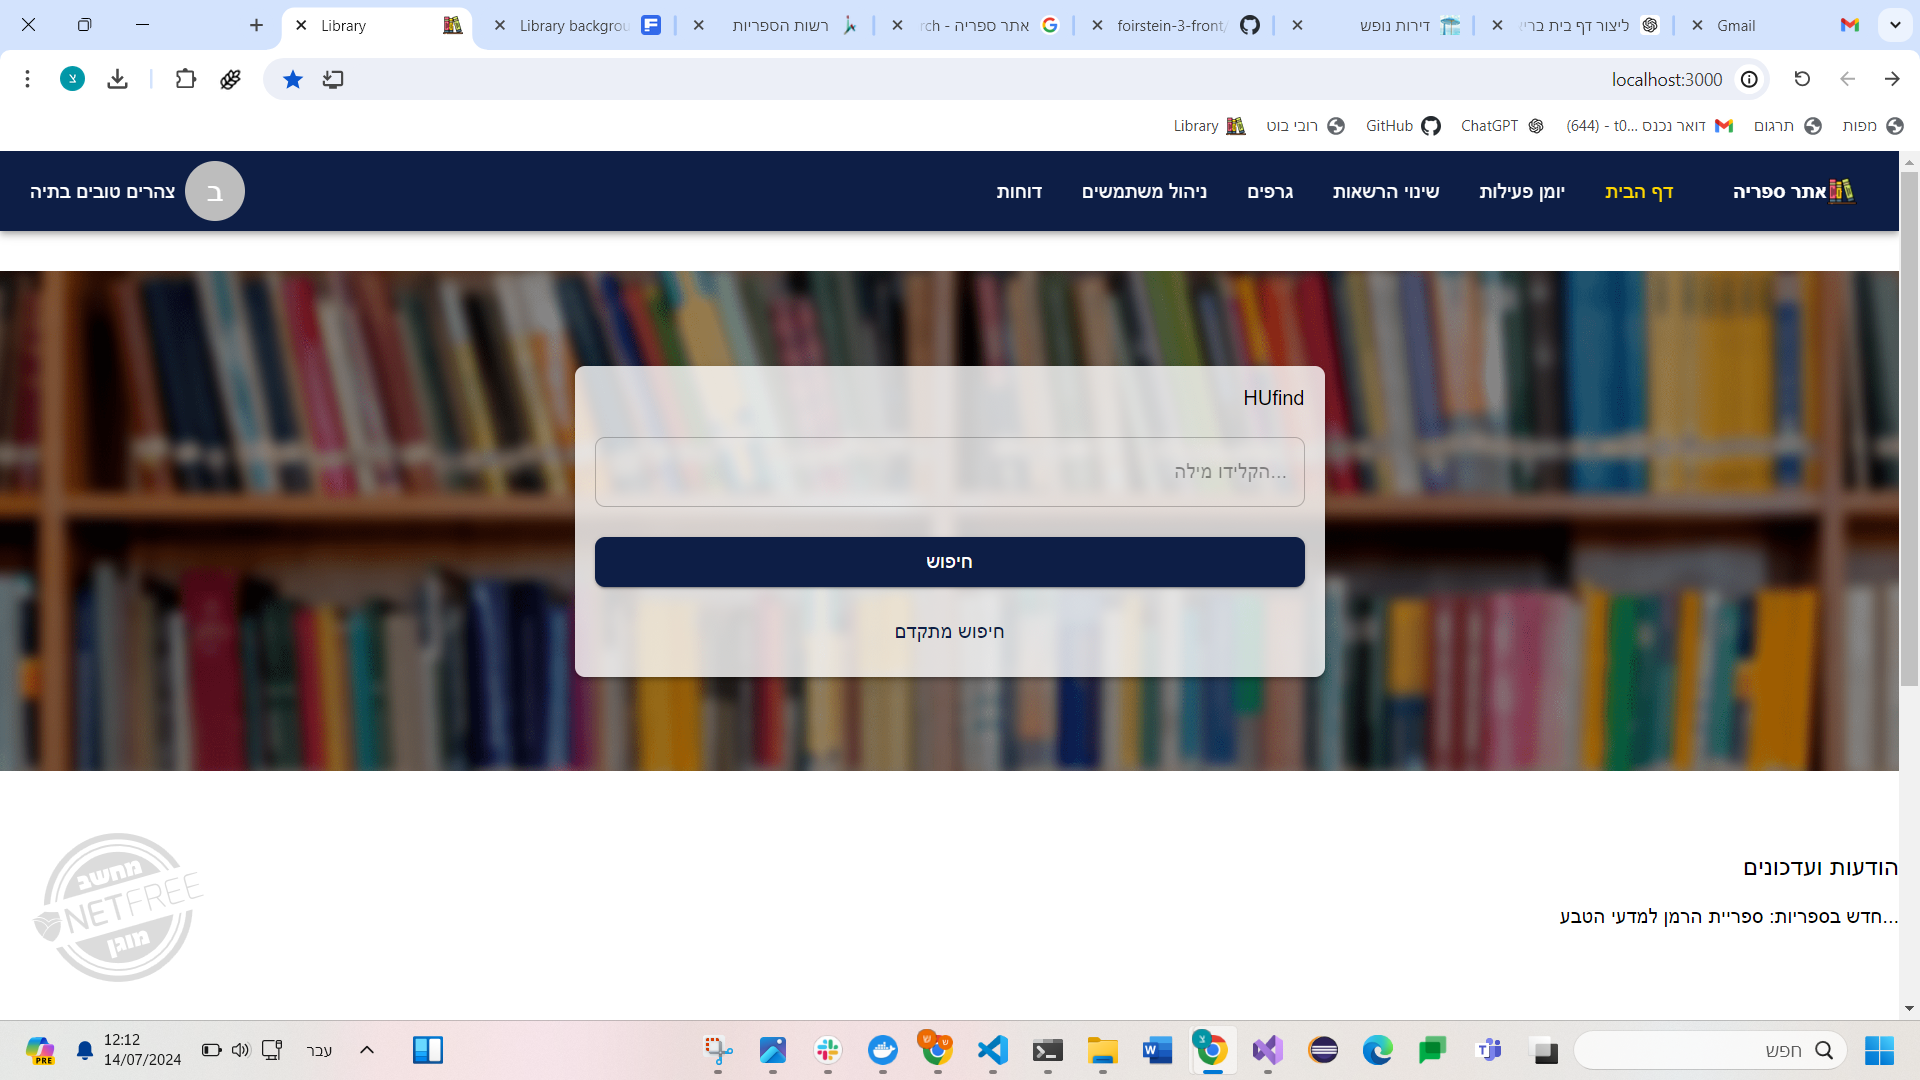 Library
Library backgrou
רשות הספריות
אתר ספריה - rch
foirstein-3-front/
דירות נופש
ליצור דף בית בריא
Gmail
צ
localhost:3000
Library
רובי בוט
GitHub
ChatGPT
דואר נכנס (644) - t0...
תרגום
מפות
אתר ספריה
דף הבית
יומן פעילות
שינוי הרשאות
גרפים
ניהול משתמשים
דוחות
ב
צהרים טובים בתיה
HUfind
...הקלידו מילה
חיפוש
חיפוש מתקדם
הודעות ועדכונים
...חדש בספריות: ספריית הרמן למדעי הטבע
מחשב
NETFREE
מוגן
PRE
12:12
14/07/2024
עבר
חפש